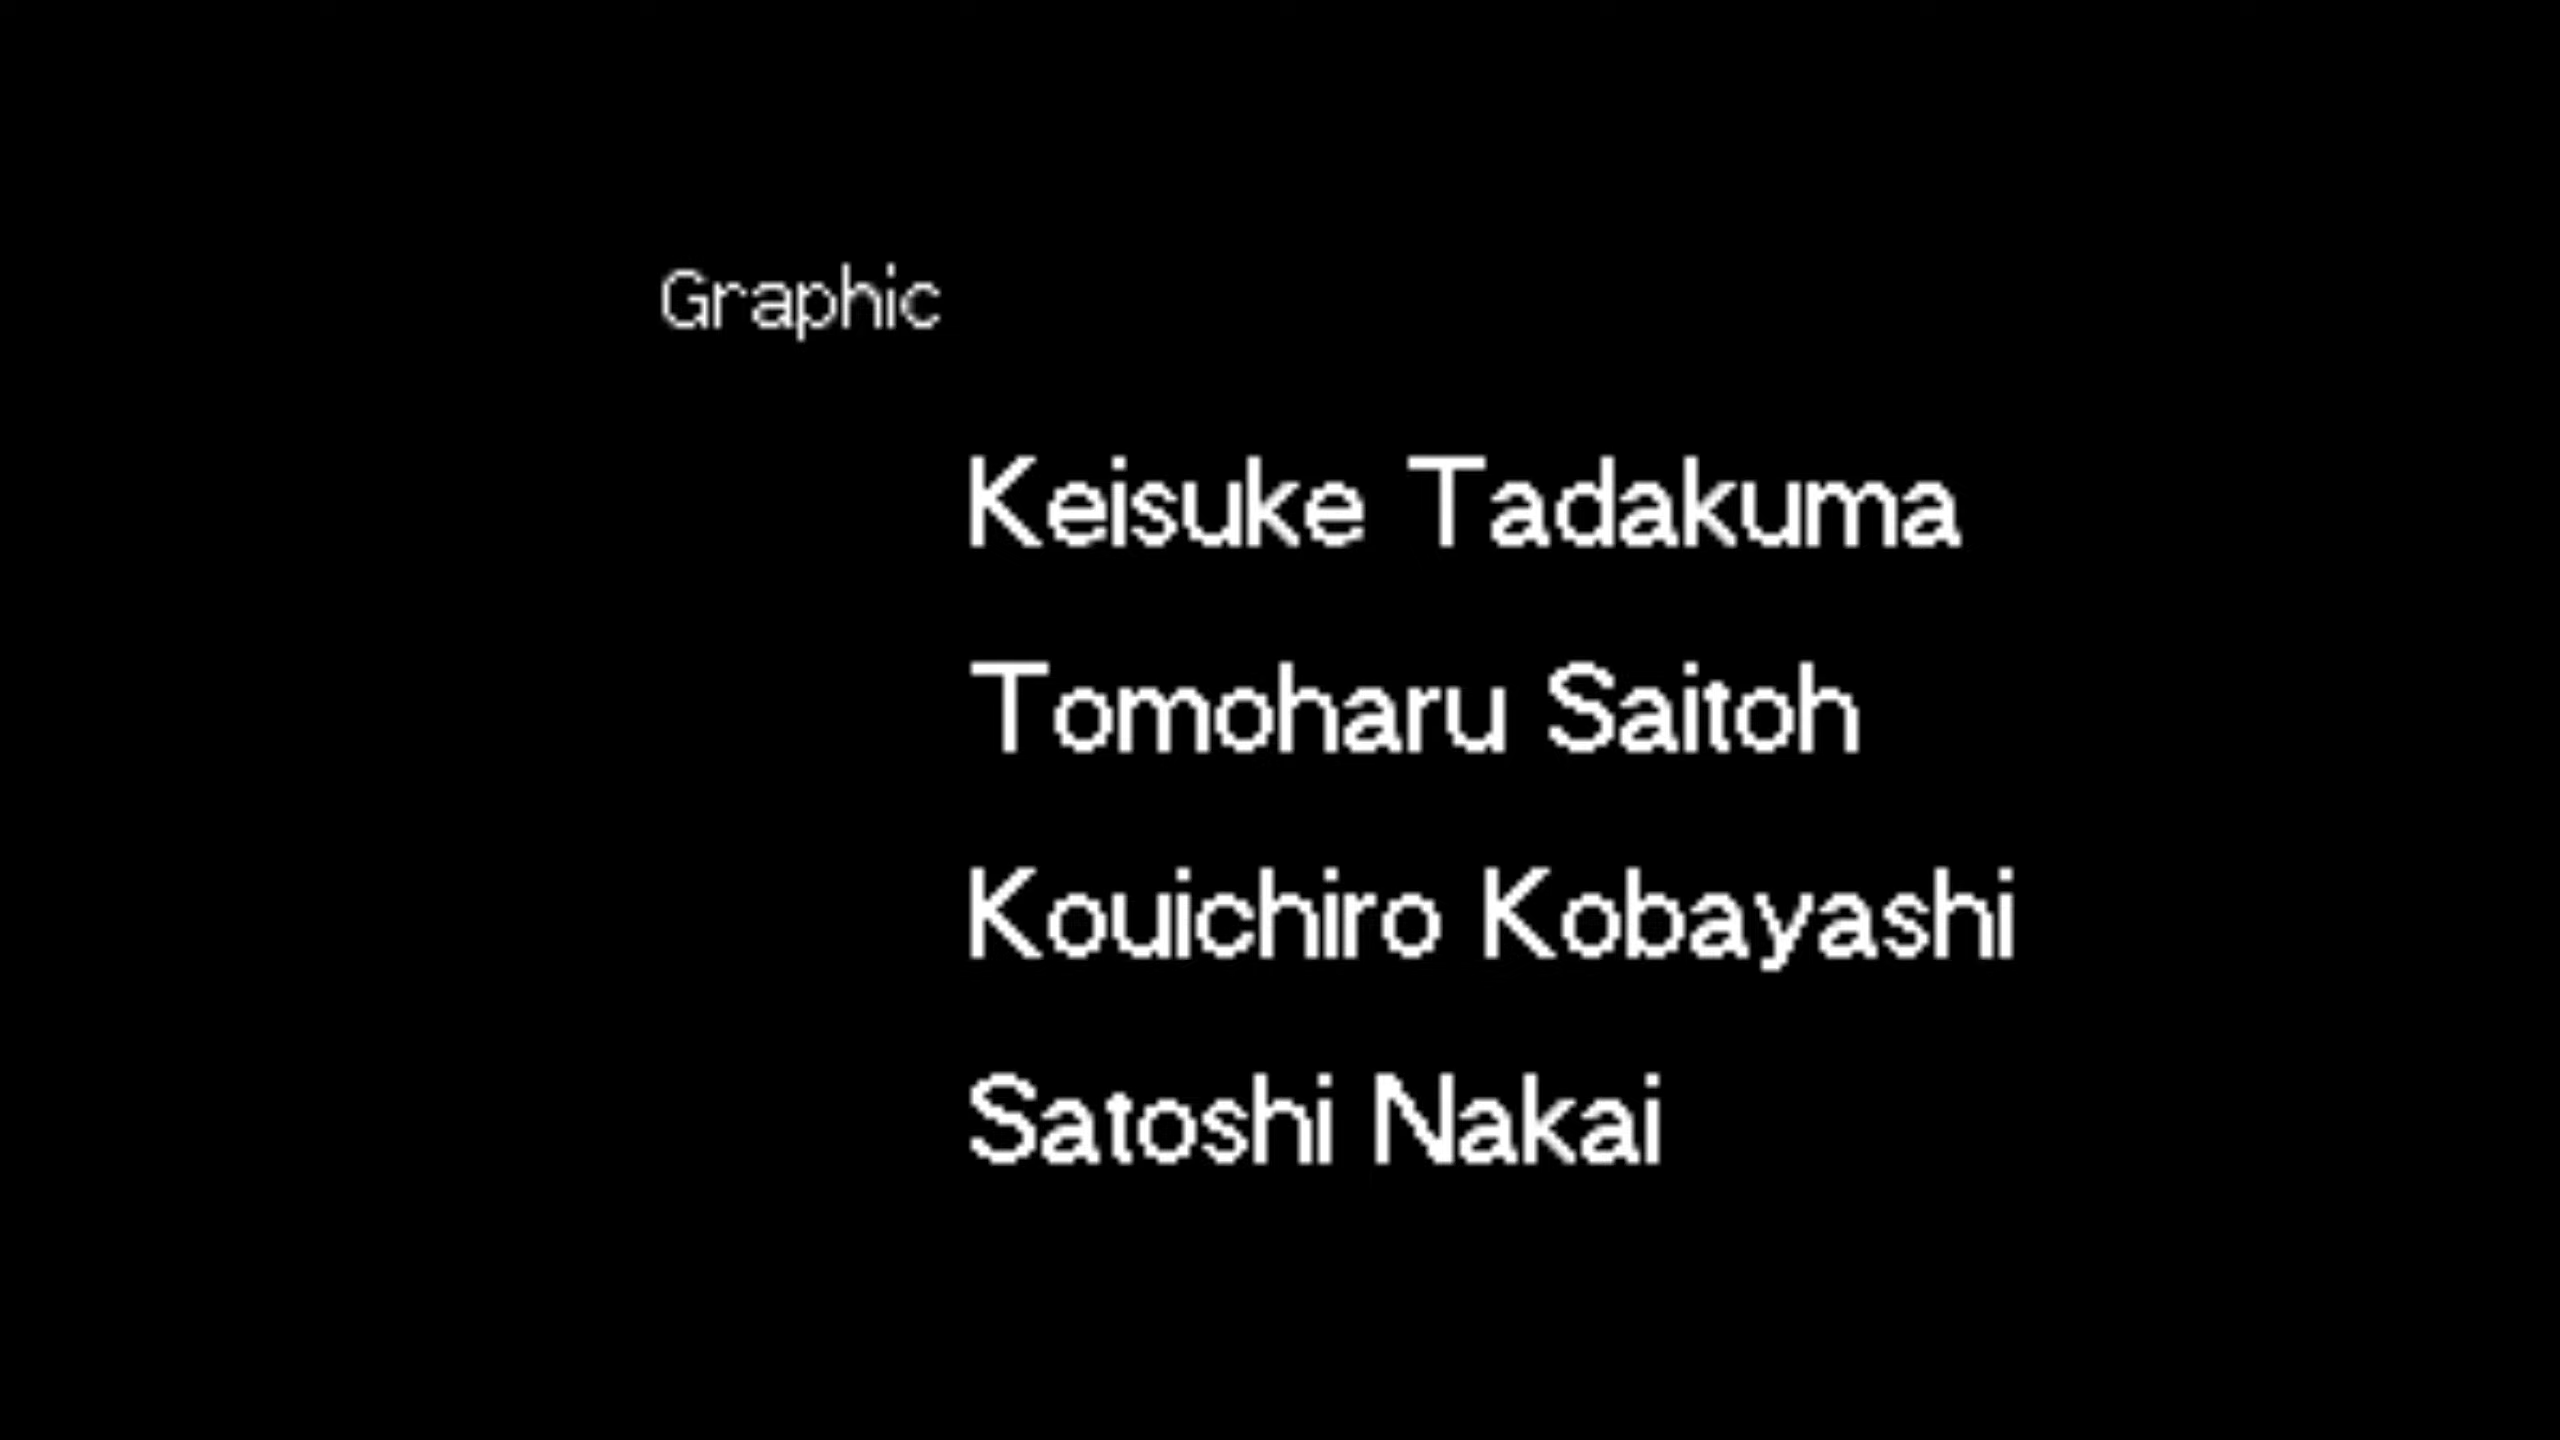 Graphic
Keisuke Tadakuma
Tomoharu Saitoh
Kouichiro Kobayashi
Satoshi Nakai